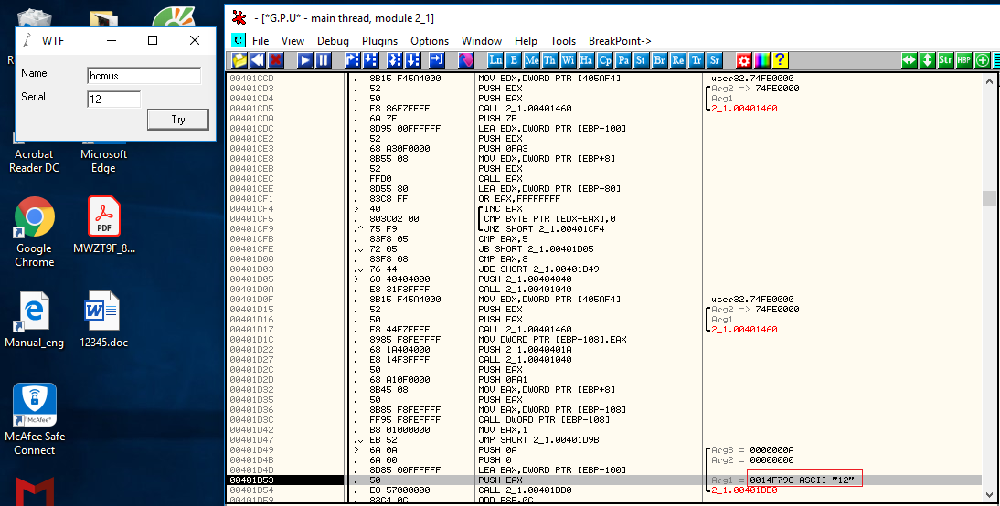 WTF
Name
hcmus
Serial
12
Try
Acrobat
Reader DC
Microsoft
Edge
Google
Chrome
PDF
MWZT9F_8...
Manual_eng
12345.doc
McAfee
McAfee Safe
Connect
- [*G.P.U* - main thread, module 2_1]
C File View Debug Plugins Options Window Help Tools BreakPoint->
Ln E Me Th Wi Ha Cp Pa St Br Re Tr Sr ? Str HBP
00401CCD . 8B15 F45A4000 MOV EDX,DWORD PTR [405AF4] user32.74FE0000
00401CD3 . 52 PUSH EDX Arg2 => 74FE0000
00401CD4 . 50 PUSH EAX Arg1
00401CD5 . E8 86F7FFFF CALL 2_1.00401460 2_1.00401460
00401CDA . 6A 7F PUSH 7F
00401CDC . 8D95 00FFFFFF LEA EDX,DWORD PTR [EBP-100]
00401CE2 . 52 PUSH EDX
00401CE3 . 68 A30F0000 PUSH 0FA3
00401CE8 . 8B55 08 MOV EDX,DWORD PTR [EBP+8]
00401CEB . 52 PUSH EDX
00401CEC . FFD0 CALL EAX
00401CEE . 8D55 80 LEA EDX,DWORD PTR [EBP-80]
00401CF1 . 83C8 FF OR EAX,FFFFFFFF
00401CF4 > 40 INC EAX
00401CF5 . 803C02 00 CMP BYTE PTR [EDX+EAX],0
00401CF9 .^ 75 F9 JNZ SHORT 2_1.00401CF4
00401CFB . 83F8 05 CMP EAX,5
00401CFE .v 72 05 JB SHORT 2_1.00401D05
00401D00 . 83F8 08 CMP EAX,8
00401D03 .v 76 44 JBE SHORT 2_1.00401D49
00401D05 > 68 40404000 PUSH 2_1.00404040
00401D0A . E8 31F3FFFF CALL 2_1.00401040
00401D0F . 8B15 F45A4000 MOV EDX,DWORD PTR [405AF4] user32.74FE0000
00401D15 . 52 PUSH EDX Arg2 => 74FE0000
00401D16 . 50 PUSH EAX Arg1
00401D17 . E8 44F7FFFF CALL 2_1.00401460 2_1.00401460
00401D1C . 8985 F8FEFFFF MOV DWORD PTR [EBP-108],EAX
00401D22 . 68 1A404000 PUSH 2_1.0040401A
00401D27 . E8 14F3FFFF CALL 2_1.00401040
00401D2C . 50 PUSH EAX
00401D2D . 68 A10F0000 PUSH 0FA1
00401D32 . 8B45 08 MOV EAX,DWORD PTR [EBP+8]
00401D35 . 50 PUSH EAX
00401D36 . 8B85 F8FEFFFF MOV EAX,DWORD PTR [EBP-108]
00401D3C . FF95 F8FEFFFF CALL DWORD PTR [EBP-108]
00401D42 . B8 01000000 MOV EAX,1
00401D47 .v EB 52 JMP SHORT 2_1.00401D9B
00401D49 > 6A 0A PUSH 0A Arg3 = 0000000A
00401D4B . 6A 00 PUSH 0 Arg2 = 00000000
00401D4D . 8D85 00FFFFFF LEA EAX,DWORD PTR [EBP-100]
00401D53 . 50 PUSH EAX Arg1 = 0014F798 ASCII "12"
00401D54 . E8 57000000 CALL 2_1.00401DB0 2_1.00401DB0
00401D59 . 83C4 0C ADD ESP,0C